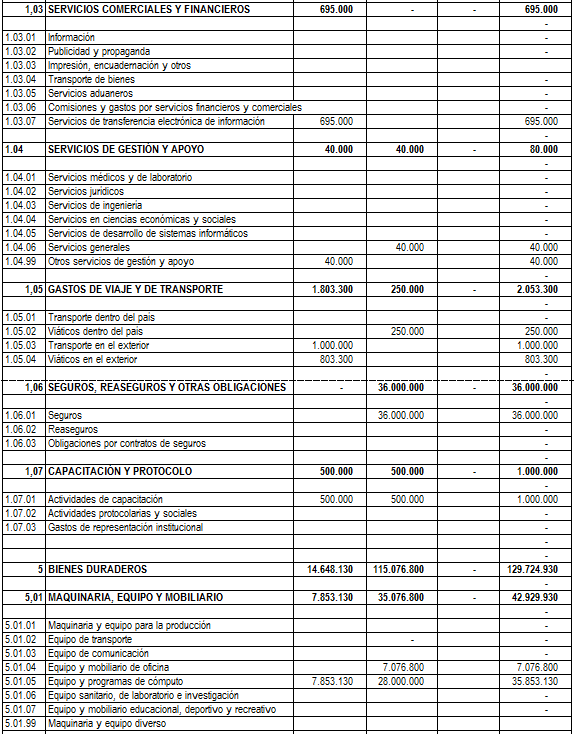 1,03 SERVICIOS COMERCIALES Y FINANCIEROS 695.000 - - 695.000
-
1.03.01 Información -
1.03.02 Publicidad y propaganda -
1.03.03 Impresión, encuadernación y otros -
1.03.04 Transporte de bienes -
1.03.05 Servicios aduaneros -
1.03.06 Comisiones y gastos por servicios financieros y comerciales -
1.03.07 Servicios de transferencia electrónica de información 695.000 695.000
-
1.04 SERVICIOS DE GESTIÓN Y APOYO 40.000 40.000 - 80.000
-
1.04.01 Servicios médicos y de laboratorio -
1.04.02 Servicios jurídicos -
1.04.03 Servicios de ingeniería -
1.04.04 Servicios en ciencias económicas y sociales -
1.04.05 Servicios de desarrollo de sistemas informáticos -
1.04.06 Servicios generales 40.000 40.000
1.04.99 Otros servicios de gestión y apoyo 40.000 40.000
-
1,05 GASTOS DE VIAJE Y DE TRANSPORTE 1.803.300 250.000 - 2.053.300
-
1.05.01 Transporte dentro del país -
1.05.02 Viáticos dentro del país 250.000 250.000
1.05.03 Transporte en el exterior 1.000.000 1.000.000
1.05.04 Viáticos en el exterior 803.300 803.300
-
1,06 SEGUROS, REASEGUROS Y OTRAS OBLIGACIONES - 36.000.000 - 36.000.000
-
1.06.01 Seguros 36.000.000 36.000.000
1.06.02 Reaseguros -
1.06.03 Obligaciones por contratos de seguros -
-
1,07 CAPACITACIÓN Y PROTOCOLO 500.000 500.000 - 1.000.000
-
1.07.01 Actividades de capacitación 500.000 500.000 1.000.000
1.07.02 Actividades protocolarias y sociales -
1.07.03 Gastos de representación institucional -
-
-
5 BIENES DURADEROS 14.648.130 115.076.800 - 129.724.930
-
5,01 MAQUINARIA, EQUIPO Y MOBILIARIO 7.853.130 35.076.800 - 42.929.930
-
5.01.01 Maquinaria y equipo para la producción -
5.01.02 Equipo de transporte - -
5.01.03 Equipo de comunicación -
5.01.04 Equipo y mobiliario de oficina 7.076.800 7.076.800
5.01.05 Equipo y programas de cómputo 7.853.130 28.000.000 35.853.130
5.01.06 Equipo sanitario, de laboratorio e investigación -
5.01.07 Equipo y mobiliario educacional, deportivo y recreativo -
5.01.99 Maquinaria y equipo diverso